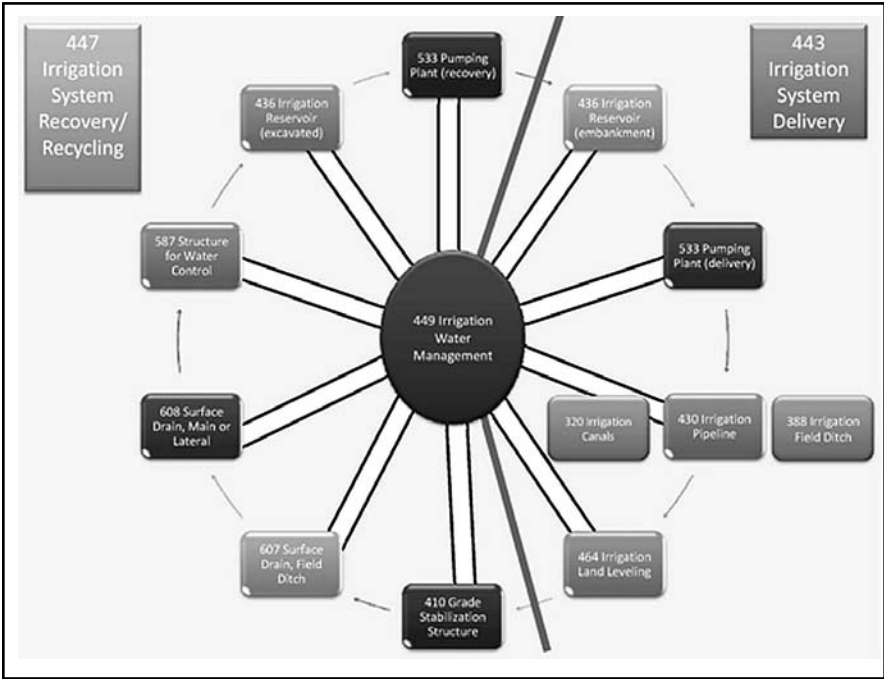 447
Irrigation
System
Recovery/
Recycling
533 Pumping
Plant (recovery)
443
Irrigation
System
Delivery
436 Irrigation
Reservoir
(excavated)
436 Irrigation
Reservoir
(embankment)
587 Structure
for Water
Control
533 Pumping
Plant (delivery)
449 Irrigation
Water
Management
608 Surface
Drain, Main or
Lateral
320 Irrigation
Canals
430 Irrigation
Pipeline
388 Irrigation
Field Ditch
607 Surface
Drain, Field
Ditch
464 Irrigation
Land Leveling
410 Grade
Stabilization
Structure